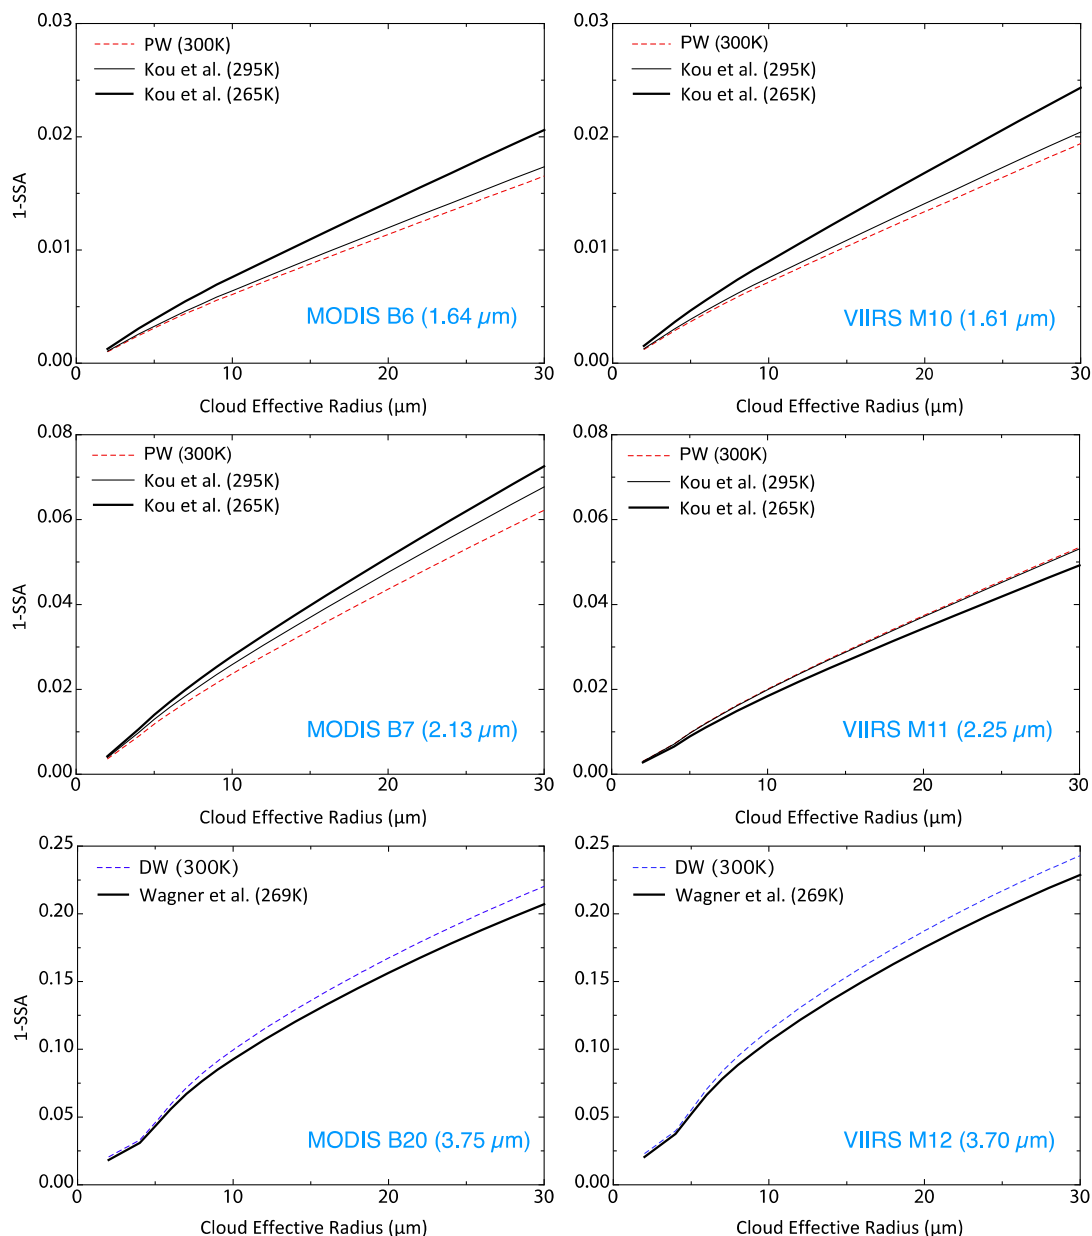 0.03
PW (300K)
Kou et al. (295K)
Kou et al. (265K)
0.02
1-SSA
0.01
MODIS B6 (1.64 µm)
0.00
0 10 20 30
Cloud Effective Radius (µm)
0.03
PW (300K)
Kou et al. (295K)
Kou et al. (265K)
0.02
0.01
VIIRS M10 (1.61 µm)
0.00
0 10 20 30
Cloud Effective Radius (µm)
0.08
PW (300K)
Kou et al. (295K)
Kou et al. (265K)
0.06
1-SSA
0.04
0.02
MODIS B7 (2.13 µm)
0.00
0 10 20 30
Cloud Effective Radius (µm)
0.08
PW (300K)
Kou et al. (295K)
Kou et al. (265K)
0.06
0.04
0.02
VIIRS M11 (2.25 µm)
0.00
0 10 20 30
Cloud Effective Radius (µm)
0.25
DW (300K)
Wagner et al. (269K)
0.20
0.15
1-SSA
0.10
0.05
MODIS B20 (3.75 µm)
0.00
0 10 20 30
Cloud Effective Radius (µm)
0.25
DW (300K)
Wagner et al. (269K)
0.20
0.15
0.10
0.05
VIIRS M12 (3.70 µm)
0.00
0 10 20 30
Cloud Effective Radius (µm)